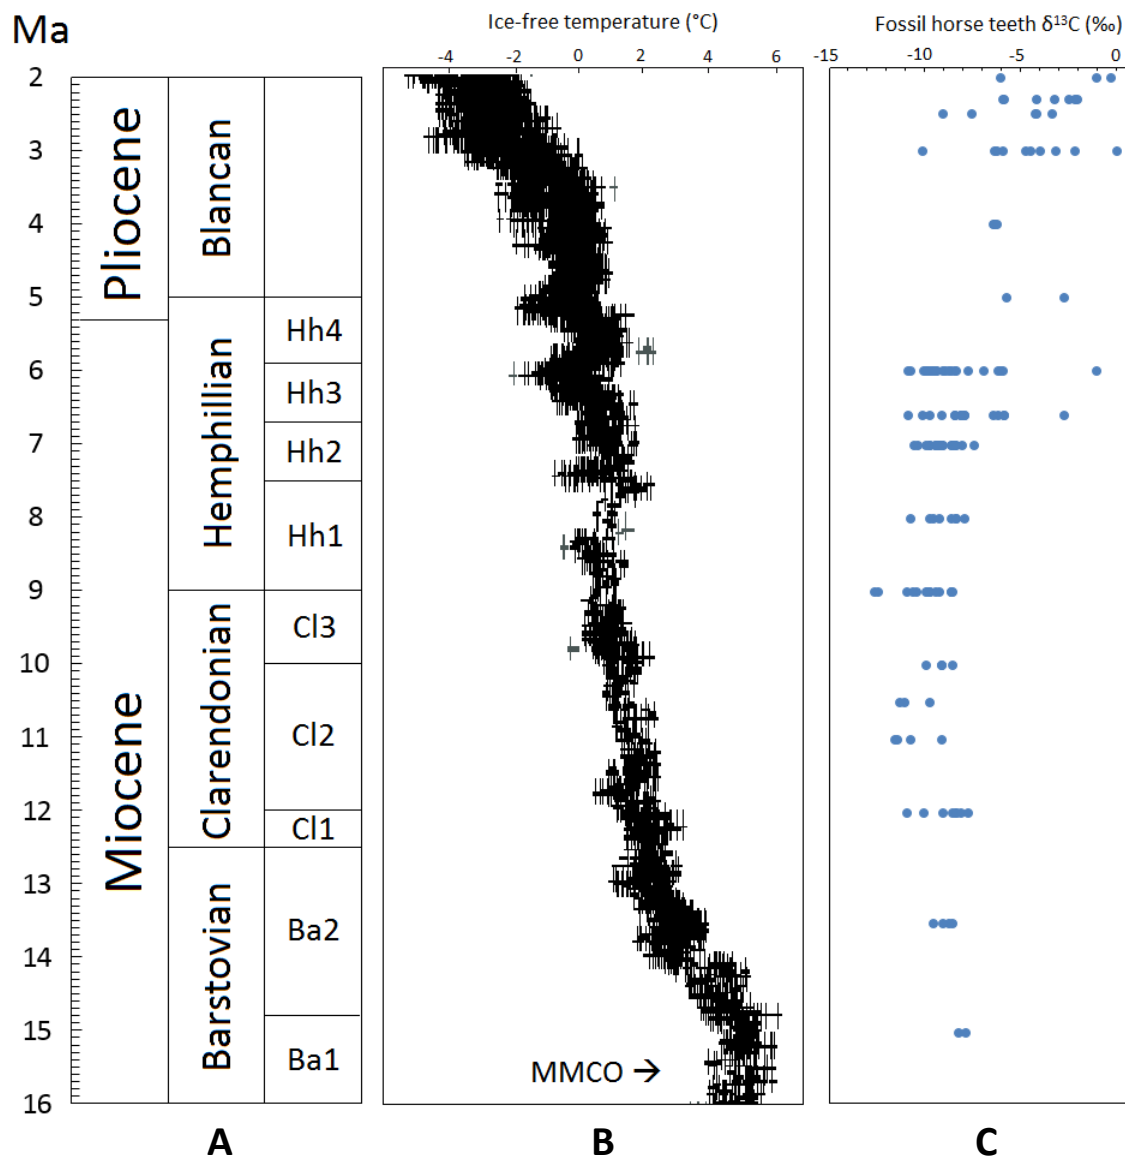 Ma
Ice-free temperature (°C)
Fossil horse teeth δ¹³C (‰)
-4 -2 0 2 4 6
-15 -10 -5 0
2
3
4
5
6
7
8
9
10
11
12
13
14
15
16
Pliocene
Miocene
Blancan
Hemphillian
Clarendonian
Barstovian
Hh4
Hh3
Hh2
Hh1
Cl3
Cl2
Cl1
Ba2
Ba1
MMCO →
A B C